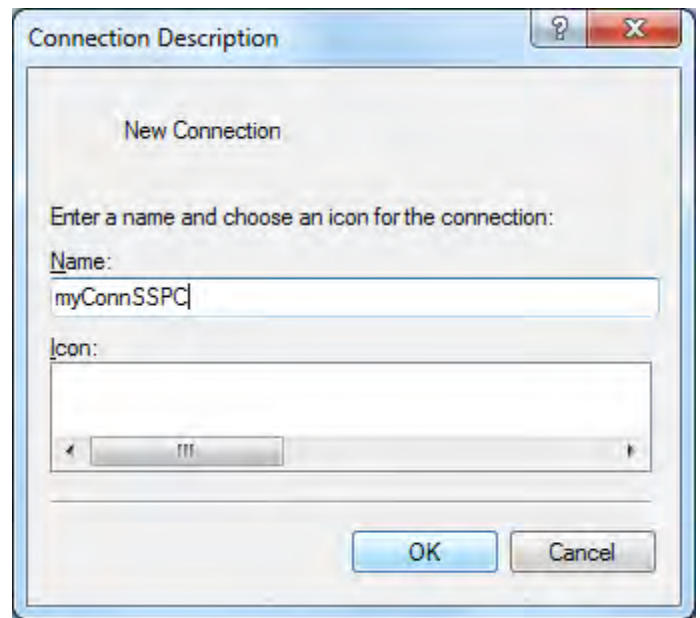 Connection Description
New Connection
Enter a name and choose an icon for the connection:
Name:
myConnSSPC
Icon:
OK Cancel